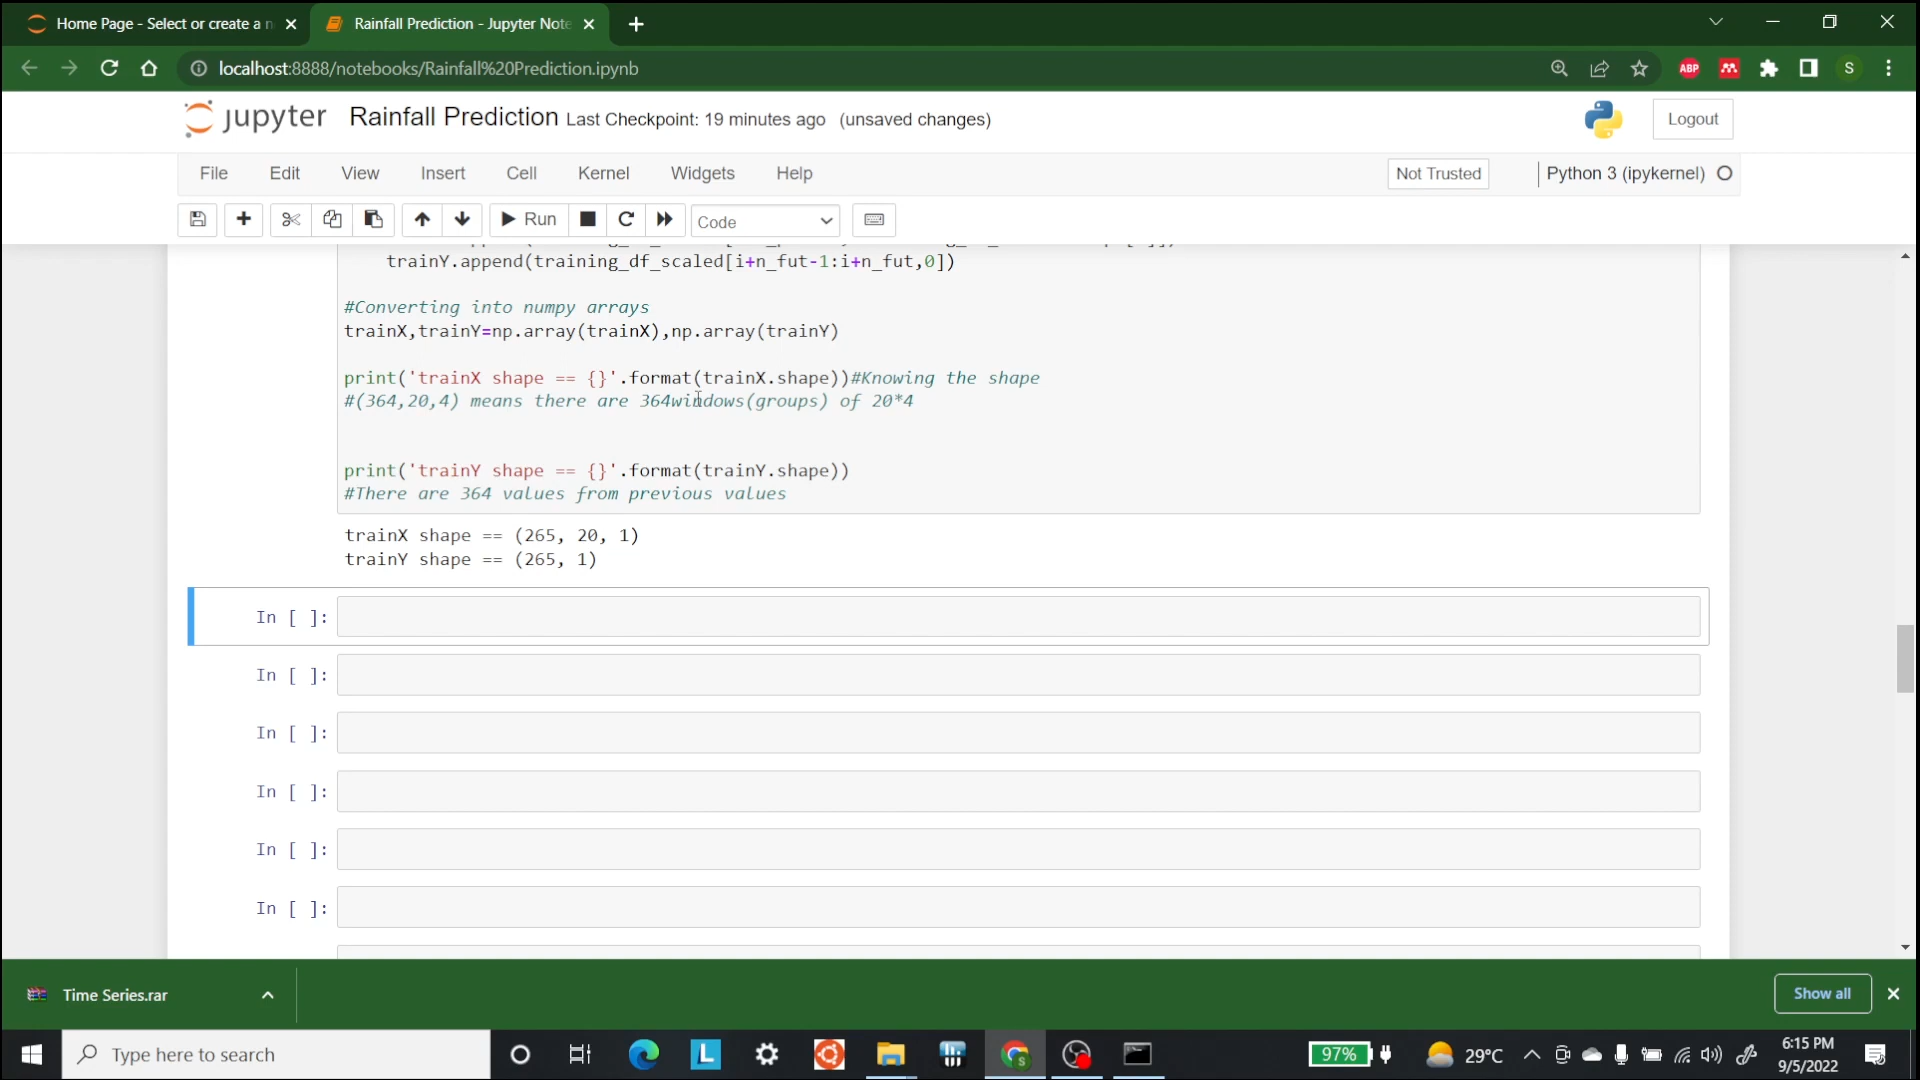 Home Page - Select or create a n
Rainfall Prediction - Jupyter Note
localhost:8888/notebooks/Rainfall%20Prediction.ipynb
ABP
S
jupyter Rainfall Prediction Last Checkpoint: 19 minutes ago (unsaved changes)
Logout
File Edit View Insert Cell Kernel Widgets Help
Not Trusted
Python 3 (ipykernel)
Run
Code
trainY.append(training_df_scaled[i+n_fut-1:i+n_fut,0])
#Converting into numpy arrays
trainX,trainY=np.array(trainX),np.array(trainY)
print('trainX shape == {}'.format(trainX.shape))#Knowing the shape
#(364,20,4) means there are 364windows(groups) of 20*4
print('trainY shape == {}'.format(trainY.shape))
#There are 364 values from previous values
trainX shape == (265, 20, 1)
trainY shape == (265, 1)
In [ ]:
In [ ]:
In [ ]:
In [ ]:
In [ ]:
In [ ]:
Time Series.rar
Show all
Type here to search
L
S
97%
29°C
6:15 PM
9/5/2022